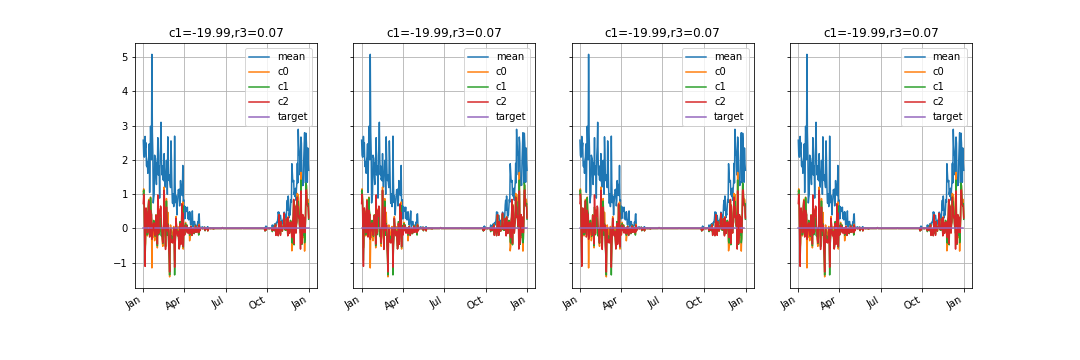 c1=-19.99,r3=0.07 c1=-19.99,r3=0.07 c1=-19.99,r3=0.07 c1=-19.99,r3=0.07
5 mean mean mean mean
c0 c0 c0 c0
4 c1 c1 c1 c1
c2 c2 c2 c2
target target target target
3
2
1
0
−1
Jan Apr Jul Oct Jan Jan Apr Jul Oct Jan Jan Apr Jul Oct Jan Jan Apr Jul Oct Jan